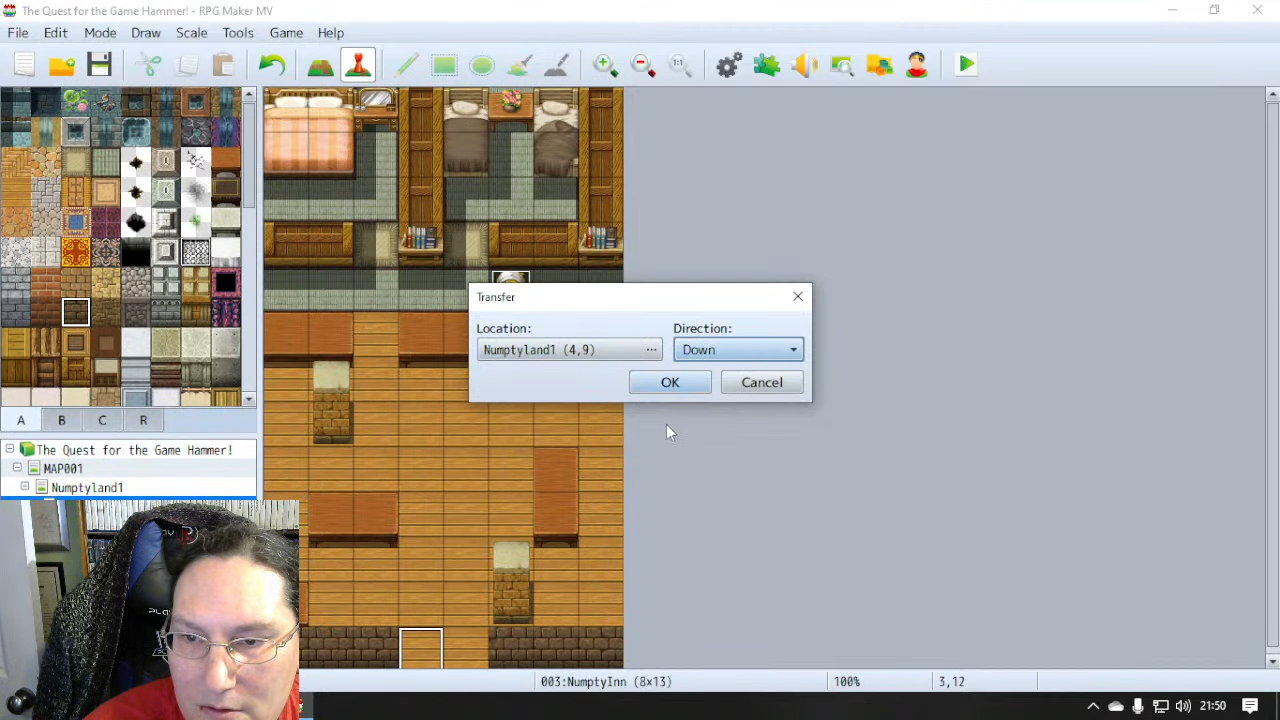 The Quest for the Game Hammer! - RPG Maker MV
File Edit Mode Draw Scale Tools Game Help
1:1
Transfer
Location: Direction:
Numptyland1 (4,9) ... Down
OK Cancel
A B C R
The Quest for the Game Hammer!
MAP001
Numptyland1
003:NumptyInn (8x13) 100% 3,12
21:50